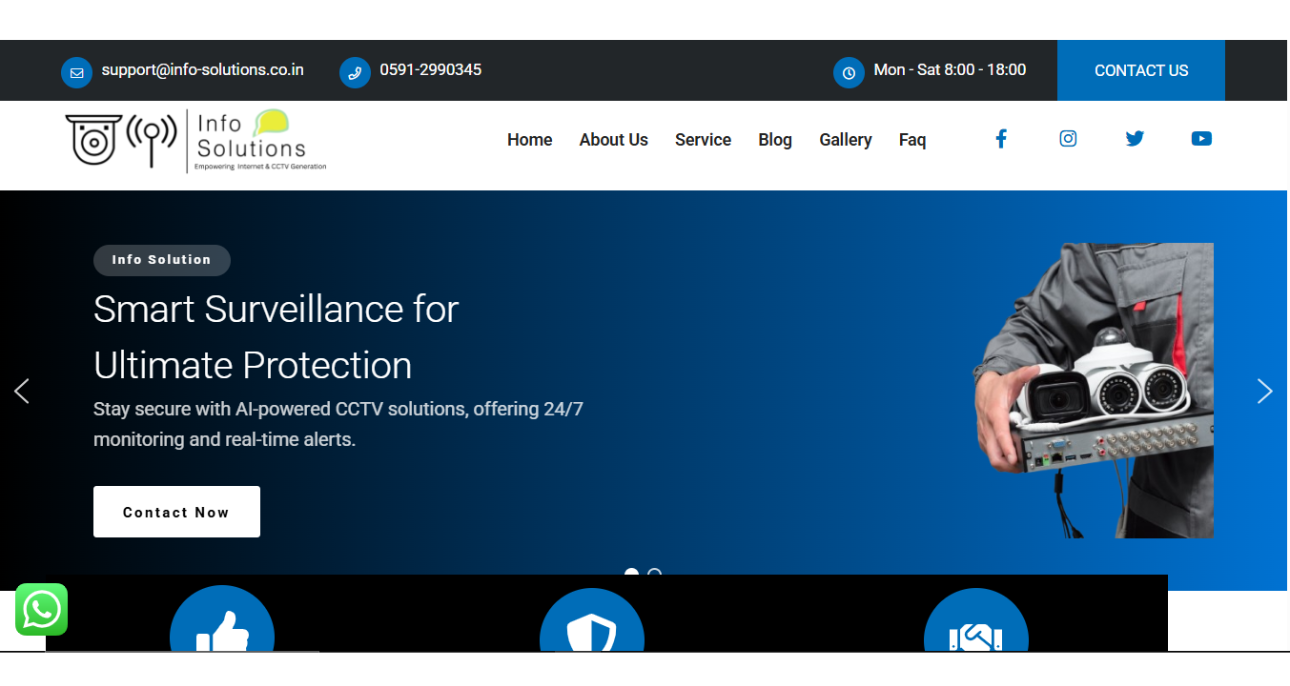 support@info-solutions.co.in
0591-2990345
Mon - Sat 8:00 - 18:00
CONTACT US
Info
Solutions
Empowering Internet & CCTV Generation
Home About Us Service Blog Gallery Faq
Info Solution
Smart Surveillance for
Ultimate Protection
Stay secure with AI-powered CCTV solutions, offering 24/7
monitoring and real-time alerts.
Contact Now